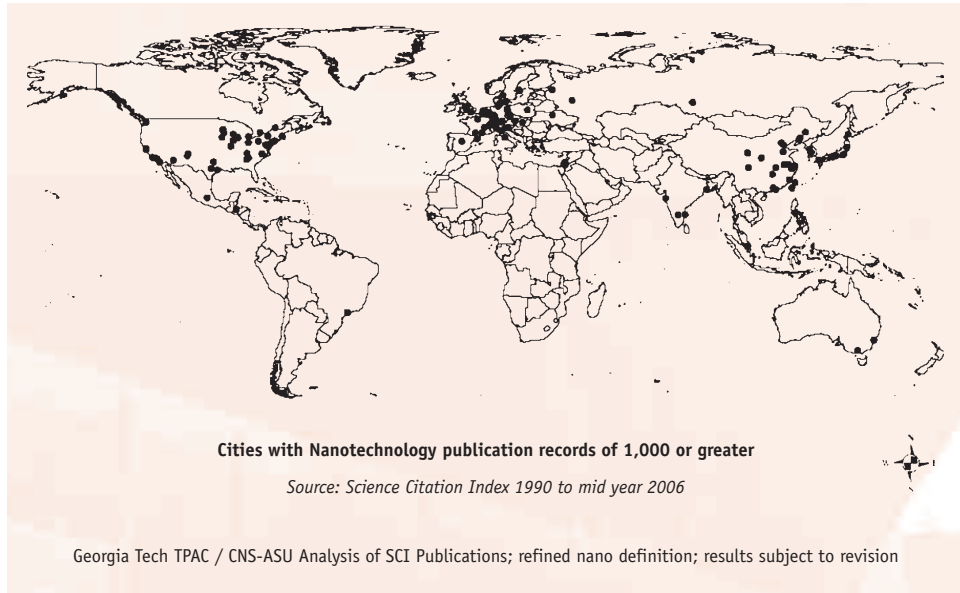 Cities with Nanotechnology publication records of 1,000 or greater
Source: Science Citation Index 1990 to mid year 2006
Georgia Tech TPAC / CNS-ASU Analysis of SCI Publications; refined nano definition; results subject to revision